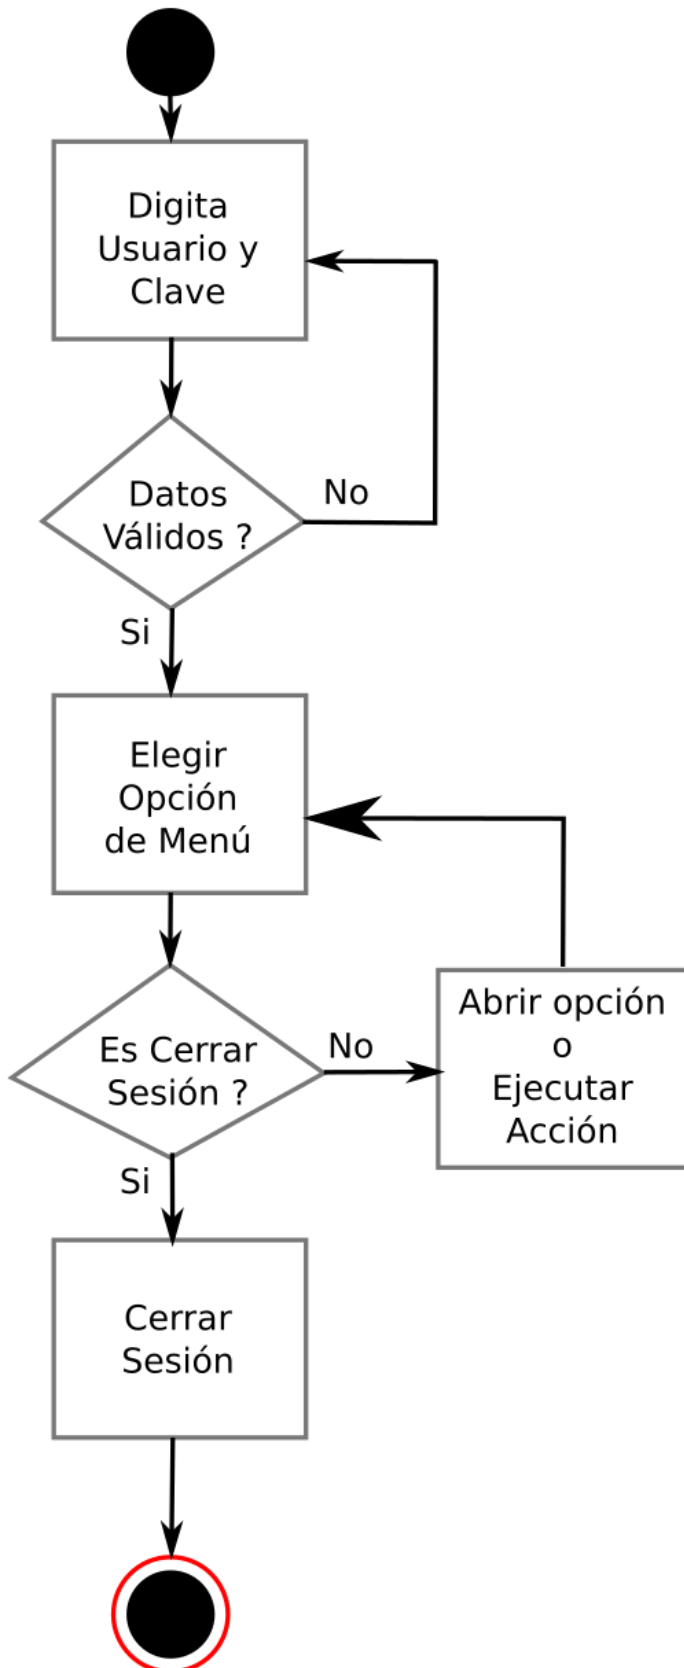 Digita
Usuario y
Clave
Datos
Válidos ?
No
Si
Elegir
Opción
de Menú
Es Cerrar
Sesión ?
No
Abrir opción
o
Ejecutar
Acción
Si
Cerrar
Sesión